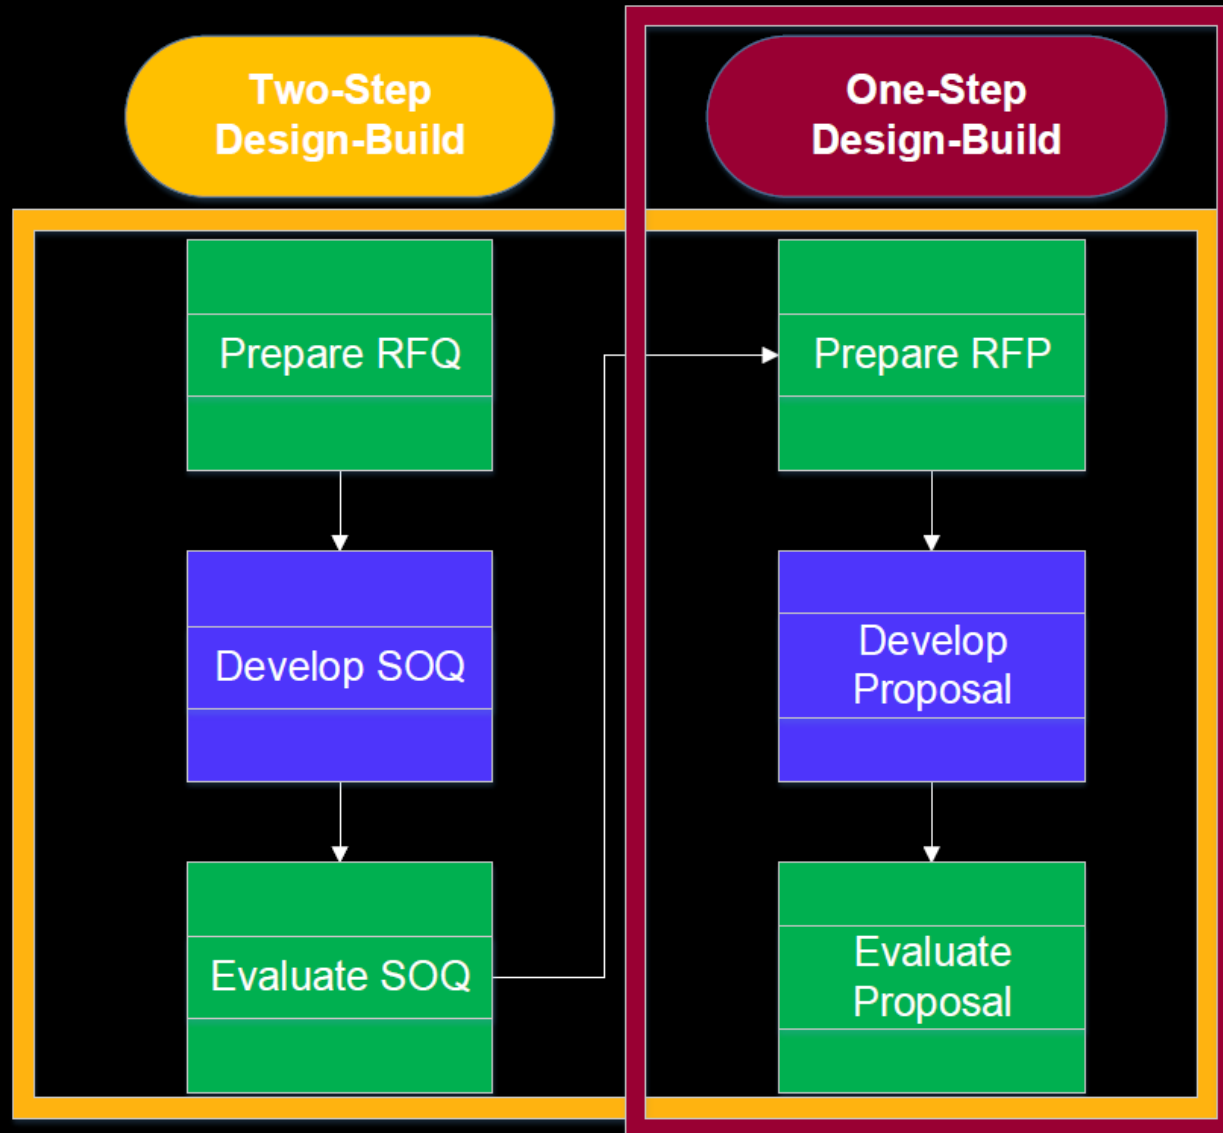 Two-Step
Design-Build
One-Step
Design-Build
Prepare RFQ
Develop SOQ
Evaluate SOQ
Prepare RFP
Develop
Proposal
Evaluate
Proposal